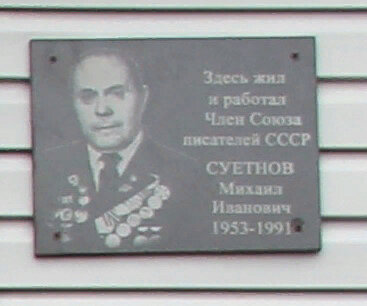 Здесь жил
и работал
Член Союза
писателей СССР
СУЕТНОВ
Михаил
Иванович
1953-1991